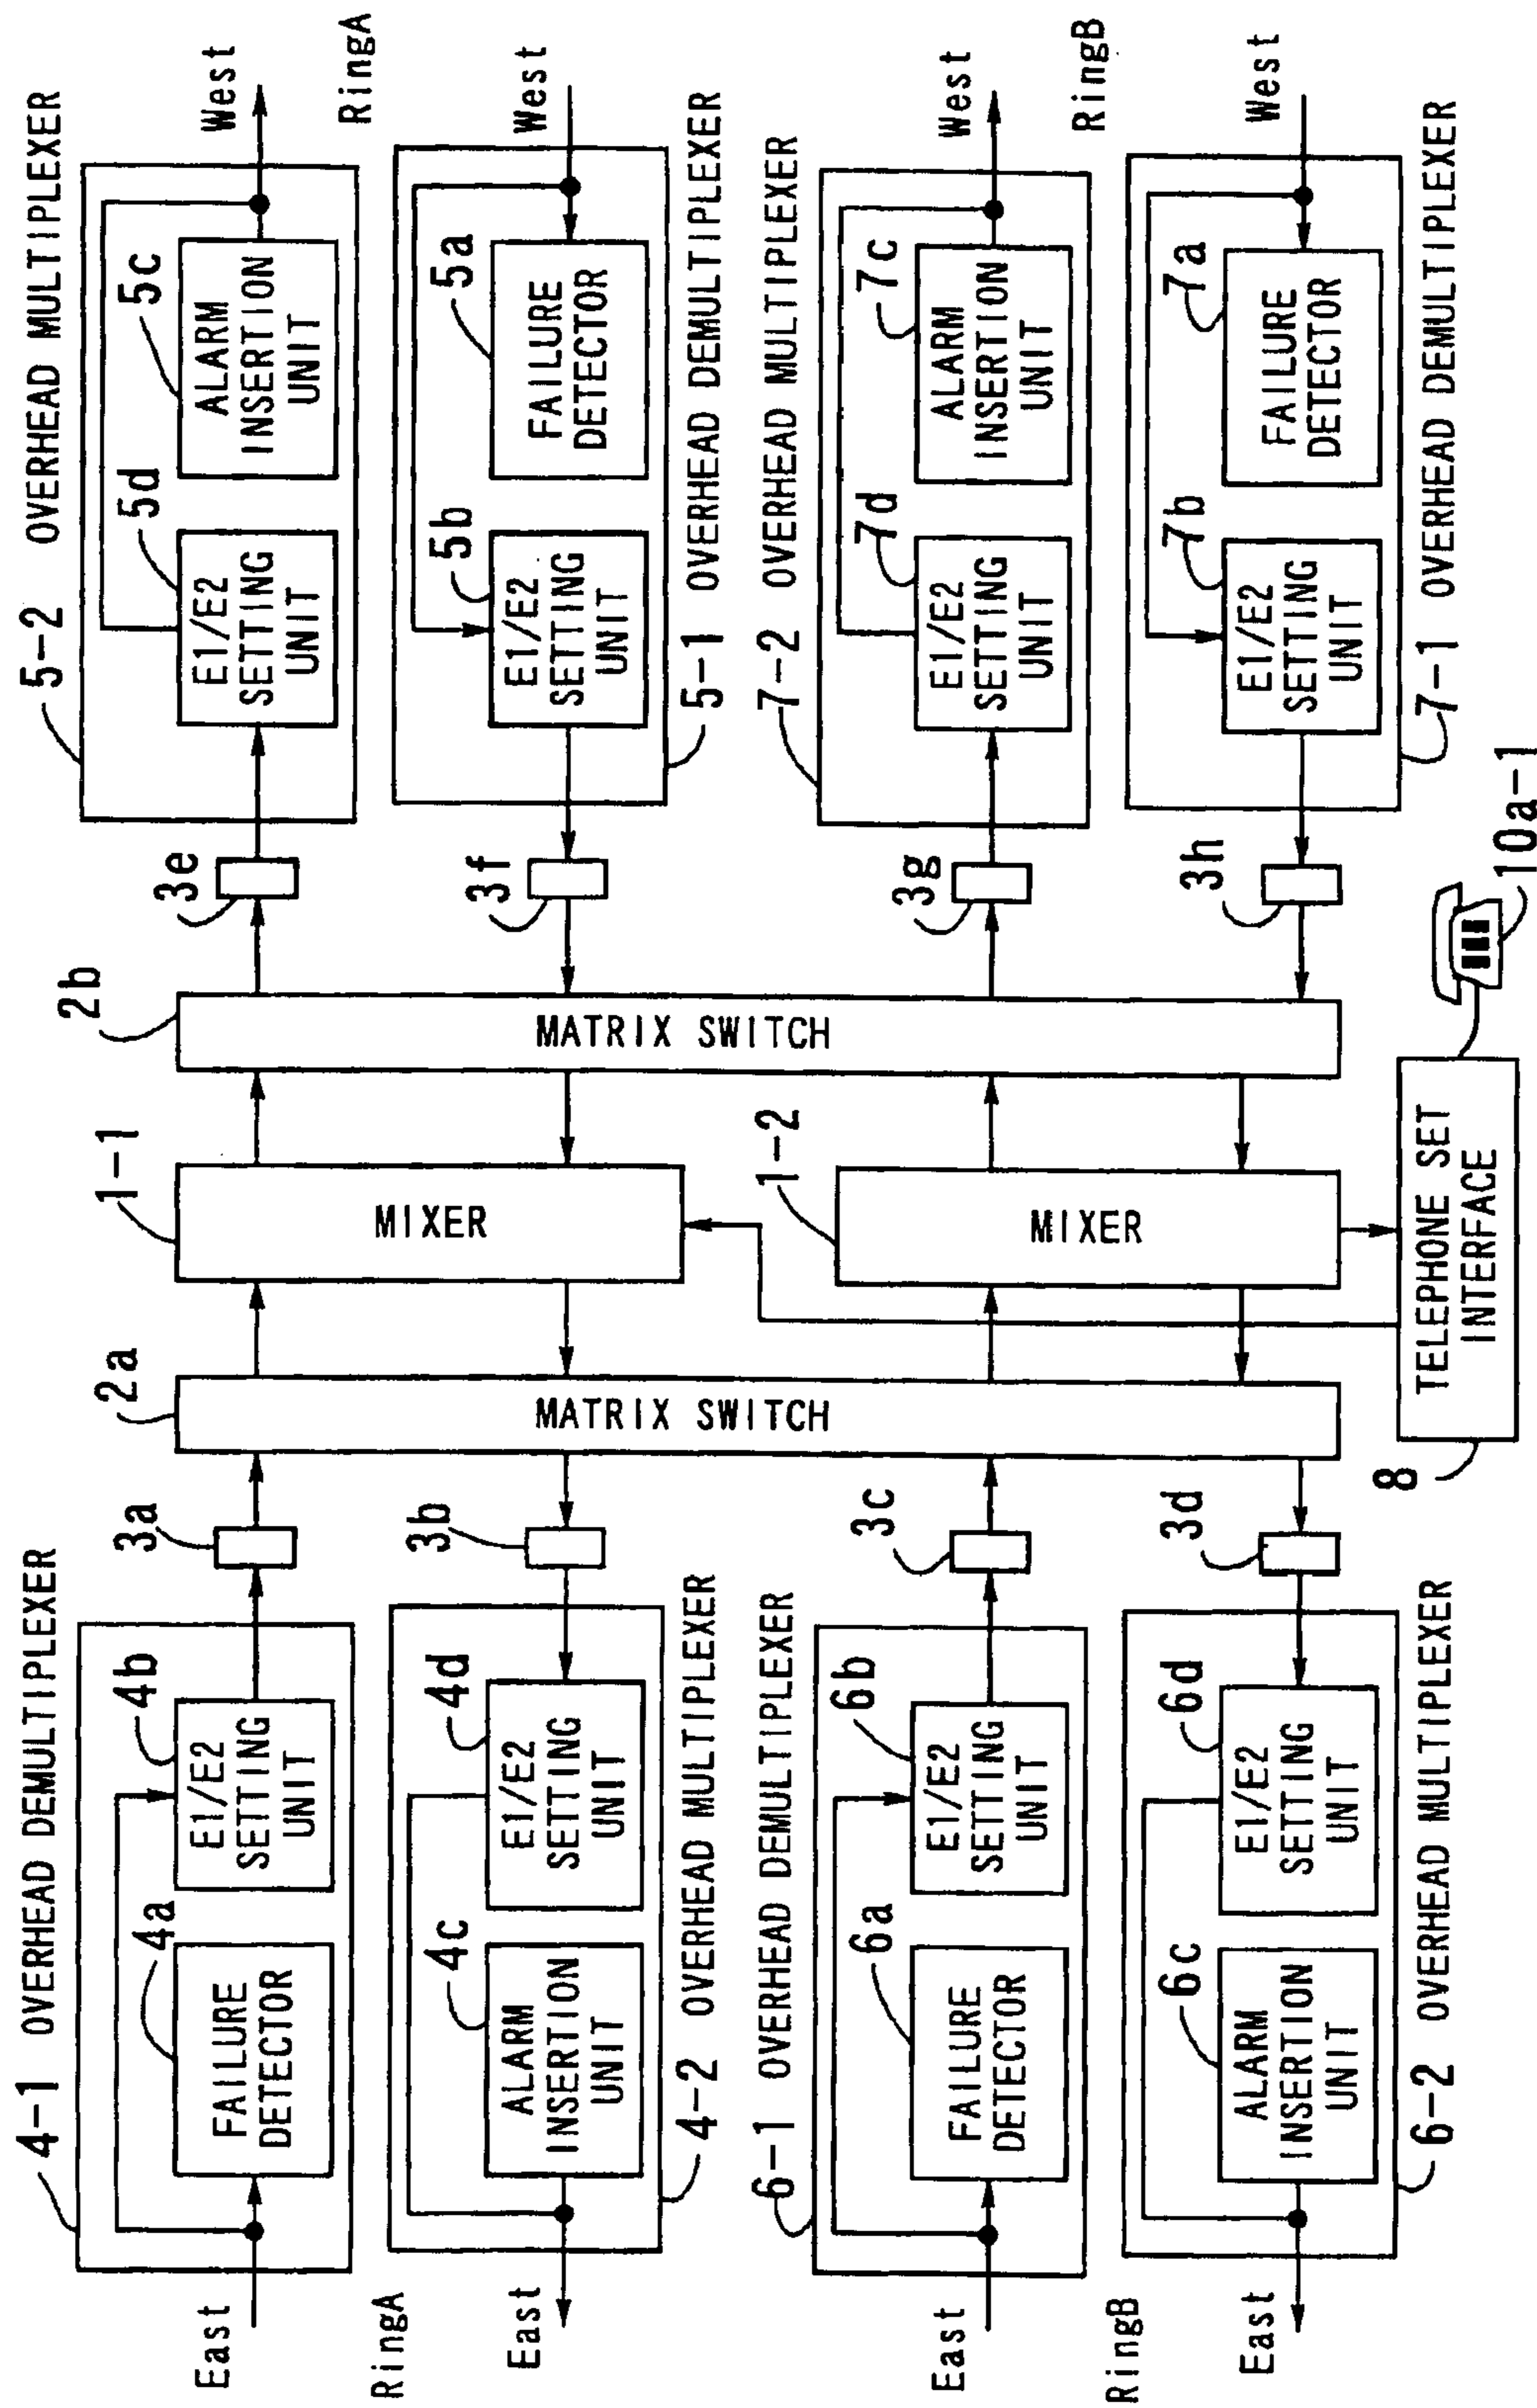 4-1 OVERHEAD DEMULTIPLEXER
East
4a
FAILURE
DETECTOR
4b
E1/E2
SETTING
UNIT
3a
RingA
East
4c
ALARM
INSERTION
UNIT
4d
E1/E2
SETTING
UNIT
3b
4-2 OVERHEAD MULTIPLEXER
6-1 OVERHEAD DEMULTIPLEXER
East
6a
FAILURE
DETECTOR
6b
E1/E2
SETTING
UNIT
3c
RingB
East
6c
ALARM
INSERTION
UNIT
6d
E1/E2
SETTING
UNIT
3d
6-2 OVERHEAD MULTIPLEXER
2a
MATRIX SWITCH
1-1
MIXER
1-2
MIXER
2b
MATRIX SWITCH
8
TELEPHONE SET
INTERFACE
10a-1
5-2 OVERHEAD MULTIPLEXER
3e
5d
E1/E2
SETTING
UNIT
5c
ALARM
INSERTION
UNIT
West
RingA
3f
5b
E1/E2
SETTING
UNIT
5a
FAILURE
DETECTOR
West
5-1 OVERHEAD DEMULTIPLEXER
7-2 OVERHEAD MULTIPLEXER
3g
7d
E1/E2
SETTING
UNIT
7c
ALARM
INSERTION
UNIT
West
RingB
3h
7b
E1/E2
SETTING
UNIT
7a
FAILURE
DETECTOR
West
7-1 OVERHEAD DEMULTIPLEXER